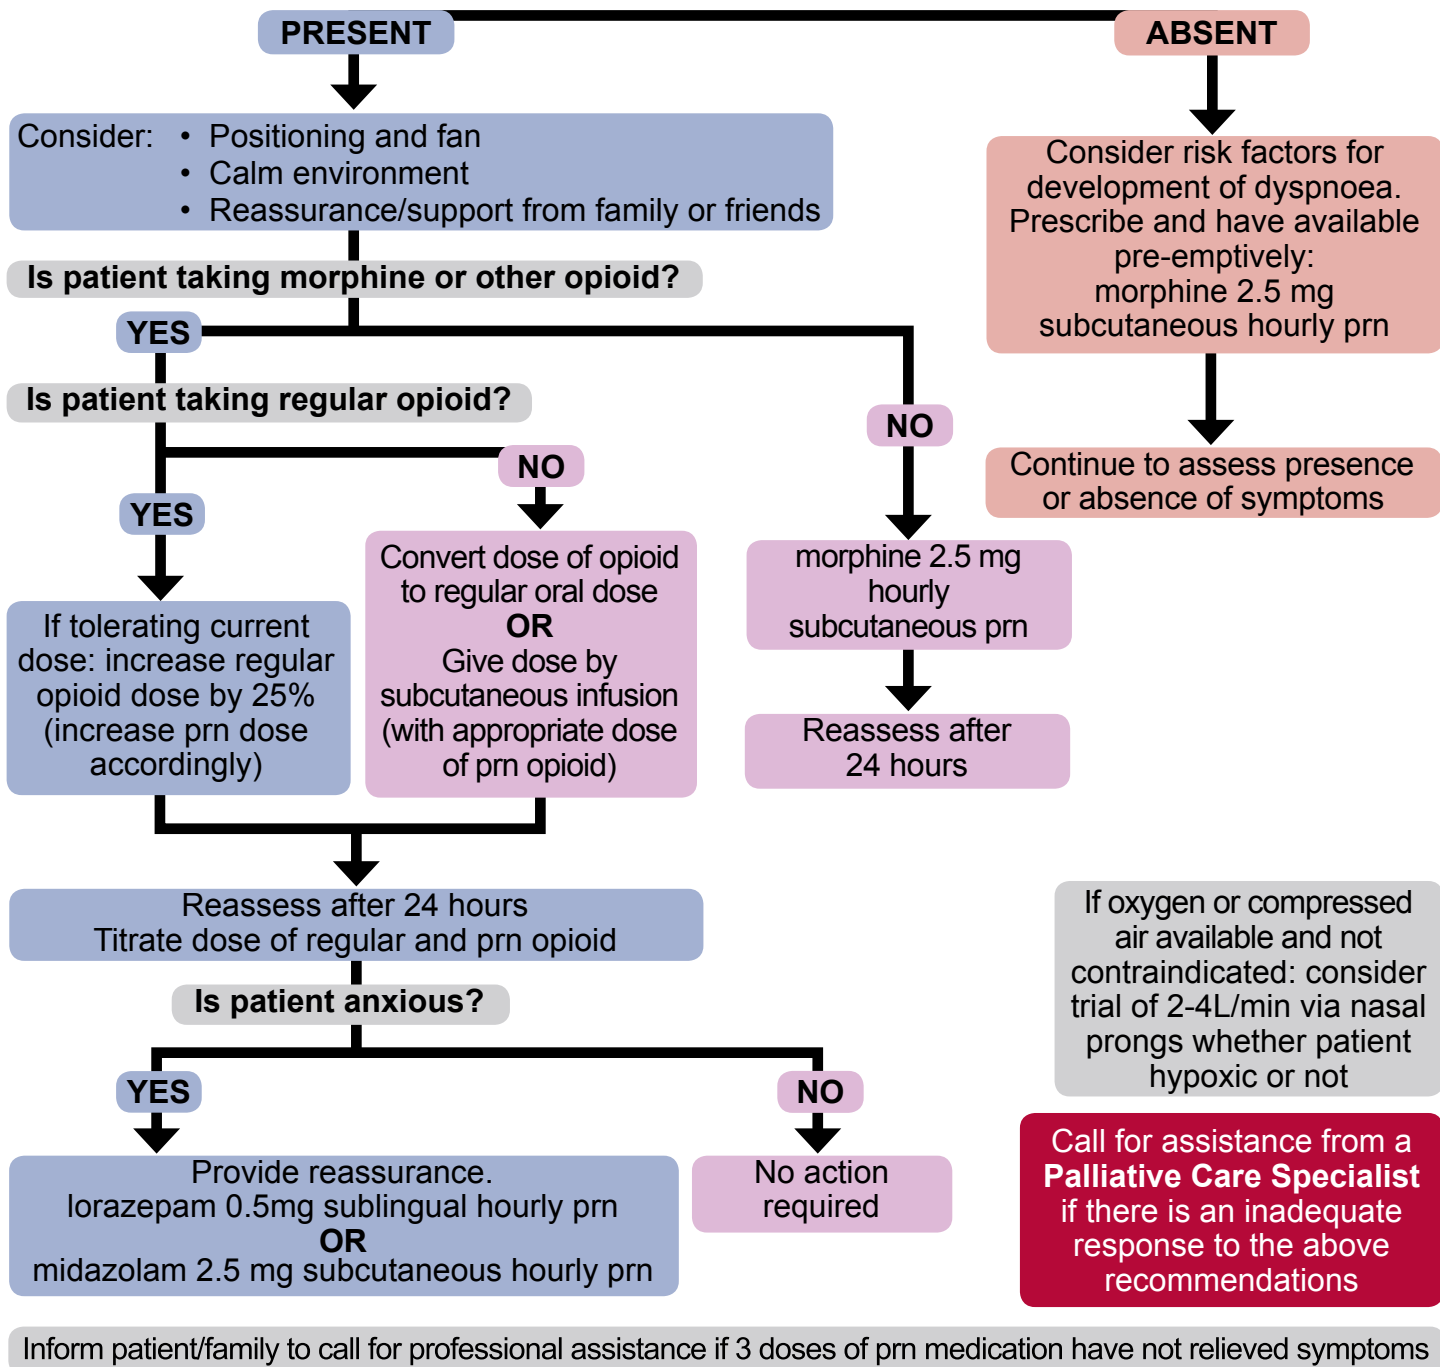 PRESENT
ABSENT
Consider: • Positioning and fan
• Calm environment
• Reassurance/support from family or friends
Consider risk factors for
development of dyspnoea.
Prescribe and have available
pre-emptively:
morphine 2.5 mg
subcutaneous hourly prn
Is patient taking morphine or other opioid?
YES
NO
Is patient taking regular opioid?
NO
YES
Continue to assess presence
or absence of symptoms
Convert dose of opioid
to regular oral dose
OR
Give dose by
subcutaneous infusion
(with appropriate dose
of prn opioid)
morphine 2.5 mg
hourly
subcutaneous prn
If tolerating current
dose: increase regular
opioid dose by 25%
(increase prn dose
accordingly)
Reassess after
24 hours
Reassess after 24 hours
Titrate dose of regular and prn opioid
If oxygen or compressed
air available and not
contraindicated: consider
trial of 2-4L/min via nasal
prongs whether patient
hypoxic or not
Is patient anxious?
YES
NO
Provide reassurance.
lorazepam 0.5mg sublingual hourly prn
OR
midazolam 2.5 mg subcutaneous hourly prn
No action
required
Call for assistance from a
Palliative Care Specialist
if there is an inadequate
response to the above
recommendations
Inform patient/family to call for professional assistance if 3 doses of prn medication have not relieved symptoms